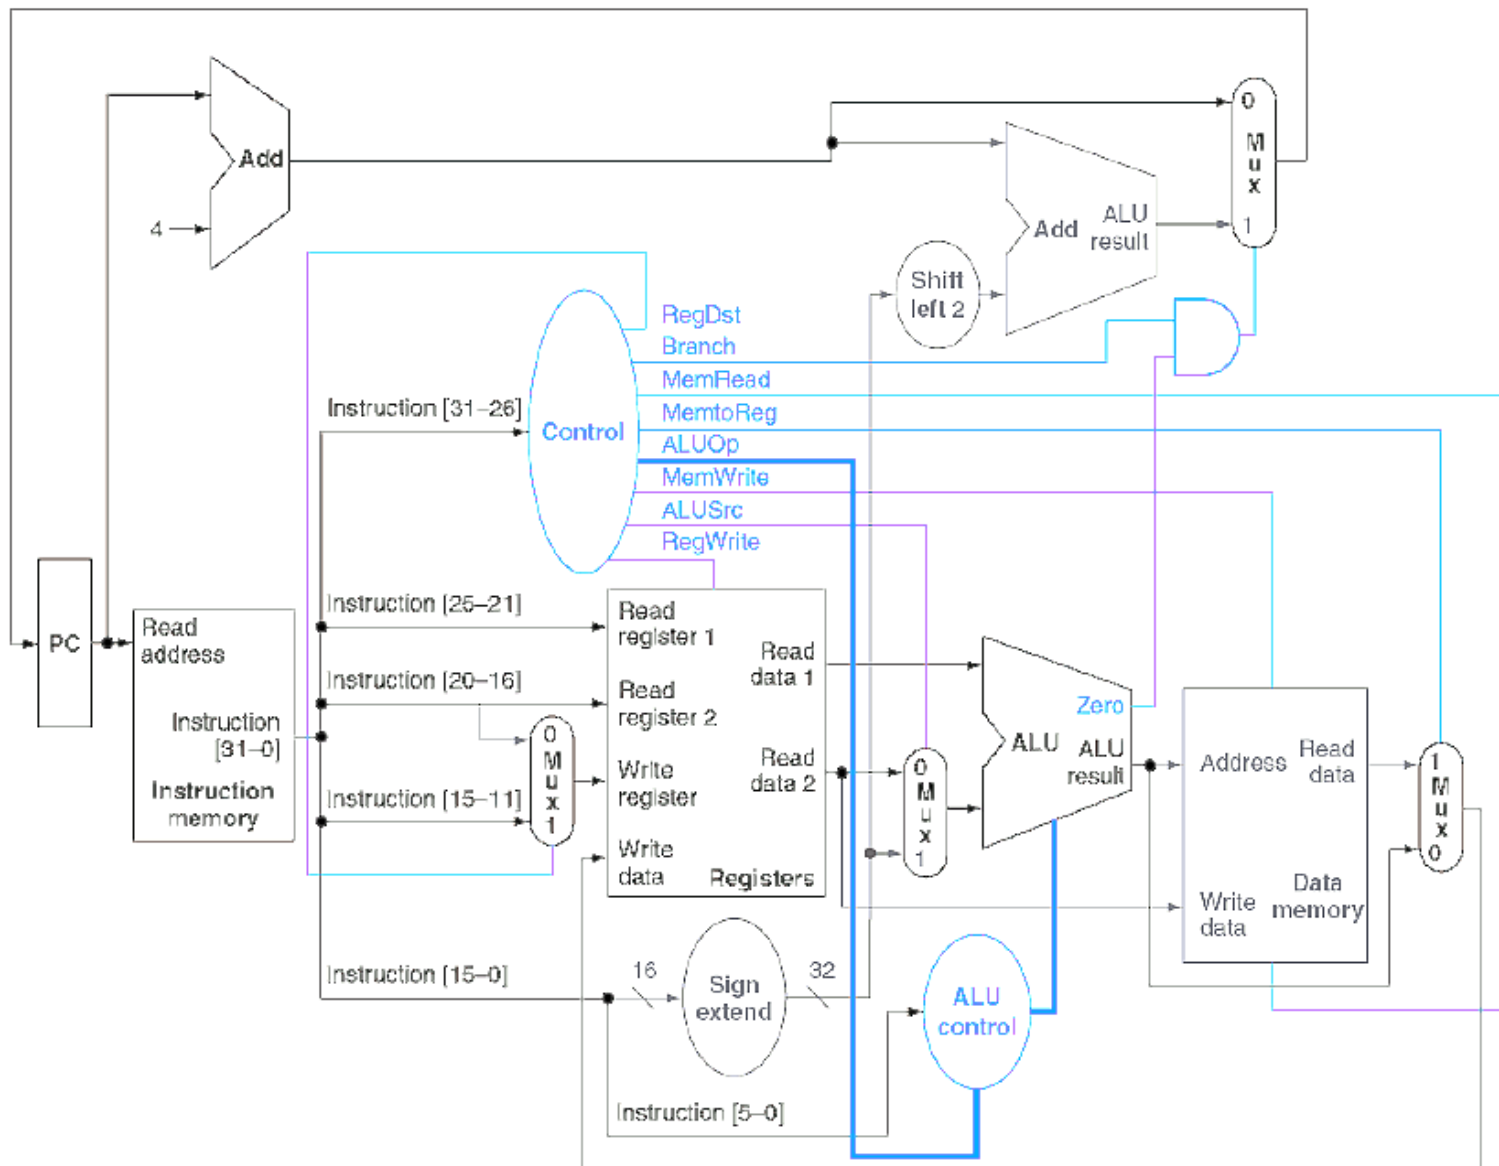 0
M
u
x
1
Add
4
Add
ALU
result
Shift
left 2
RegDst
Branch
MemRead
MemtoReg
ALUOp
MemWrite
ALUSrc
RegWrite
Instruction [31–26]
Control
Instruction [25–21]
Instruction [20–16]
Instruction [15–11]
Instruction [15–0]
Instruction [5–0]
PC
Read
address
Instruction
[31–0]
Instruction
memory
0
M
u
x
1
Read
register 1
Read
register 2
Write
register
Write
data
Read
data 1
Read
data 2
Registers
0
M
u
x
1
Zero
ALU
ALU
result
Address
Read
data
Write
data
Data
memory
1
M
u
x
0
16
Sign
extend
32
ALU
control